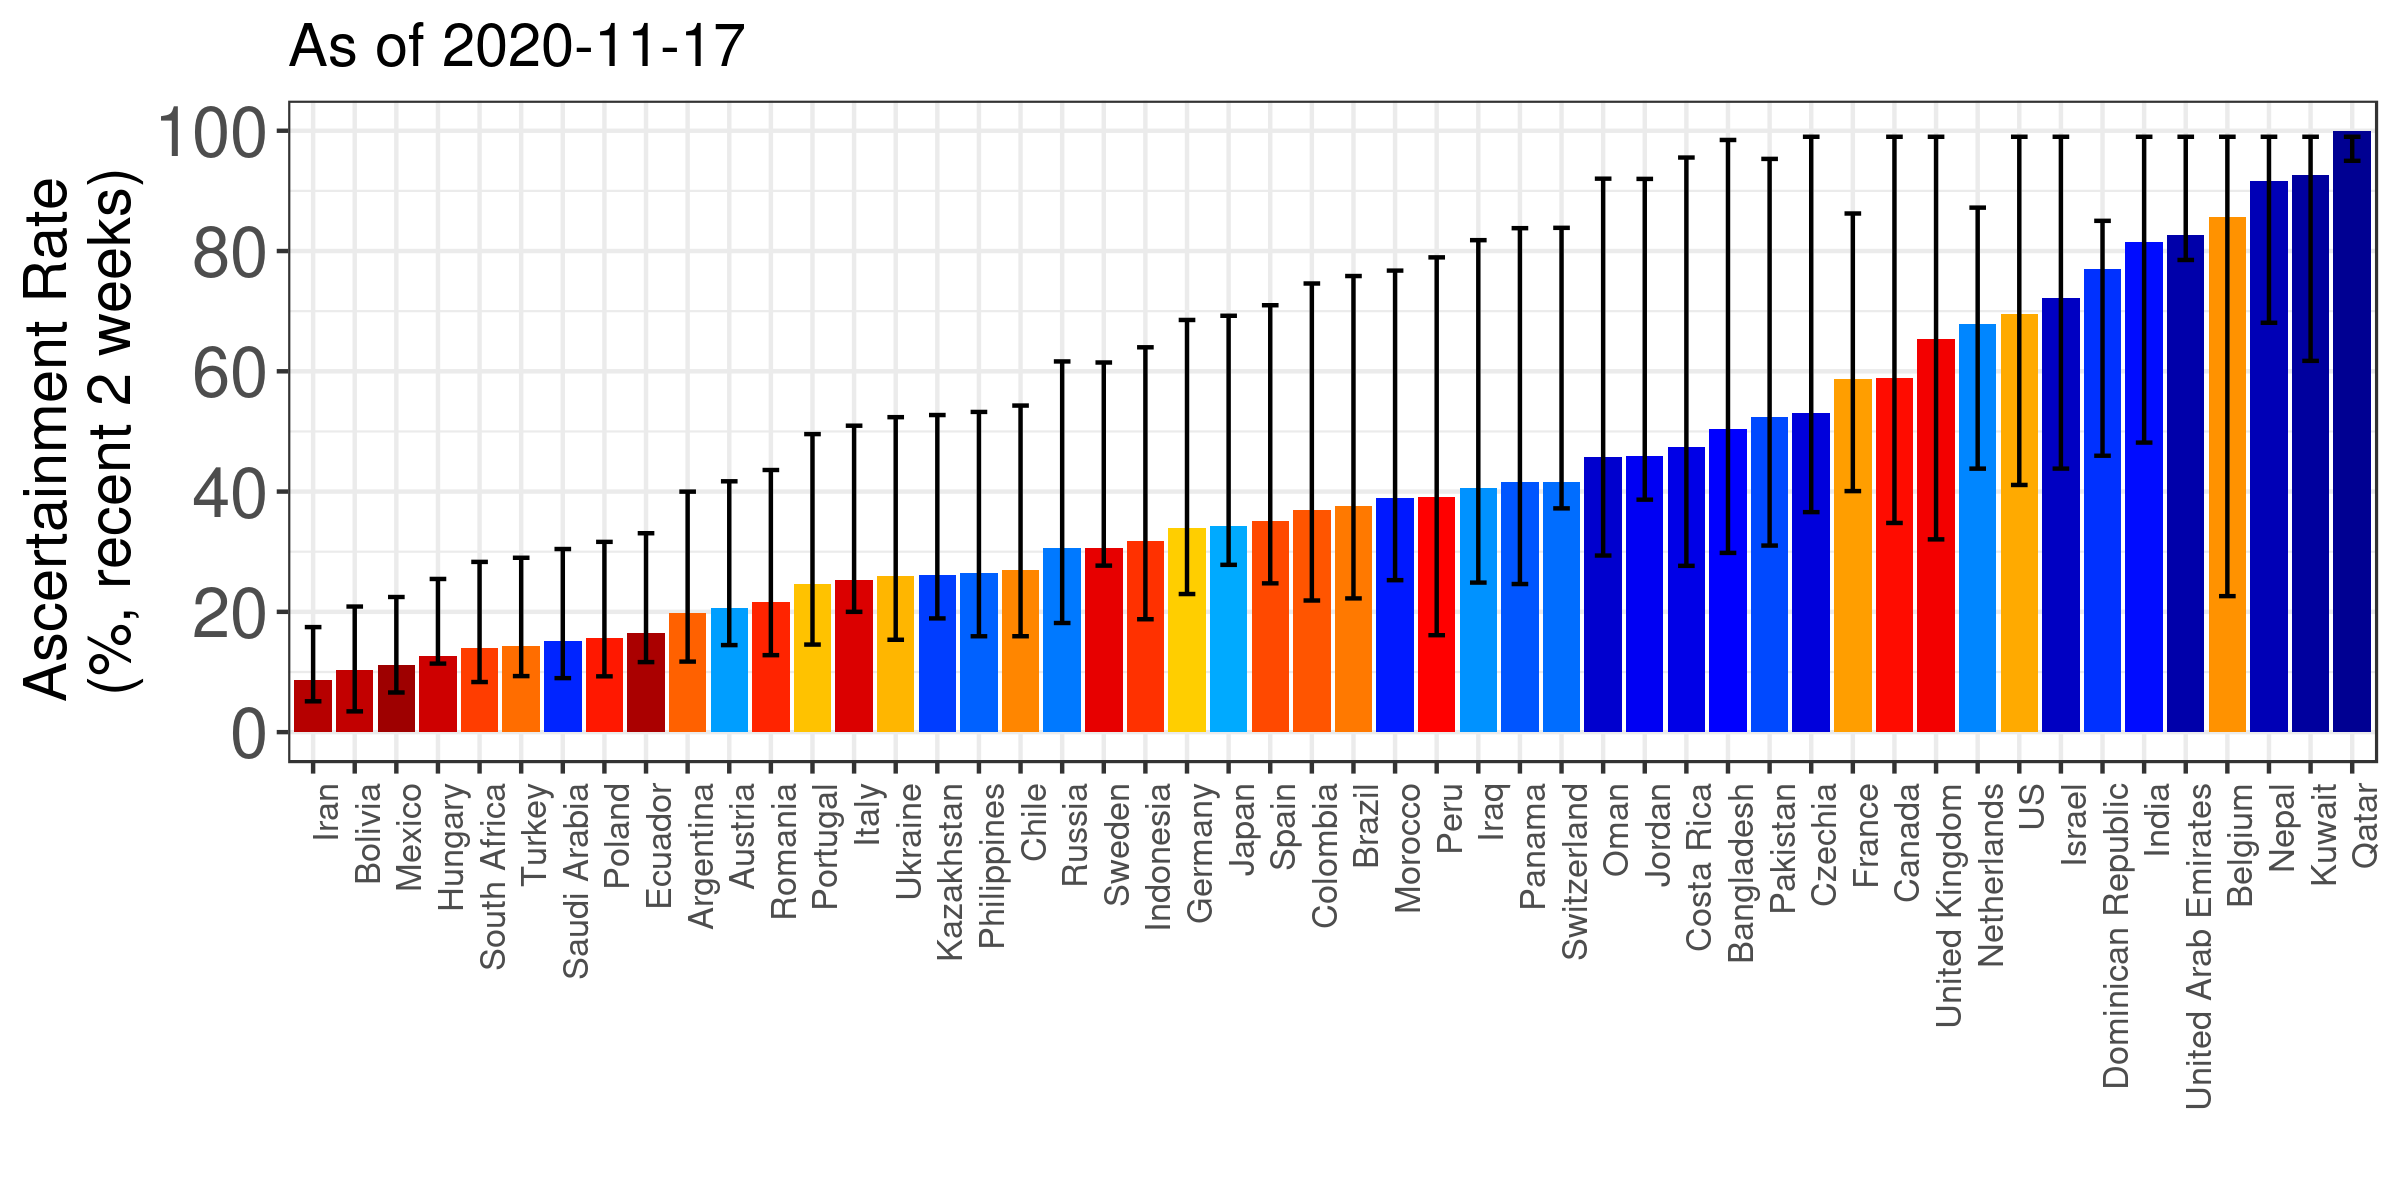 As of 2020-11-17
Ascertainment Rate
(%, recent 2 weeks)
100
80
60
40
20
0
Iran
Bolivia
Mexico
Hungary
South Africa
Turkey
Saudi Arabia
Poland
Ecuador
Argentina
Austria
Romania
Portugal
Italy
Ukraine
Kazakhstan
Philippines
Chile
Russia
Sweden
Indonesia
Germany
Japan
Spain
Colombia
Brazil
Morocco
Peru
Iraq
Panama
Switzerland
Oman
Jordan
Costa Rica
Bangladesh
Pakistan
Czechia
France
Canada
United Kingdom
Netherlands
US
Israel
Dominican Republic
India
United Arab Emirates
Belgium
Nepal
Kuwait
Qatar